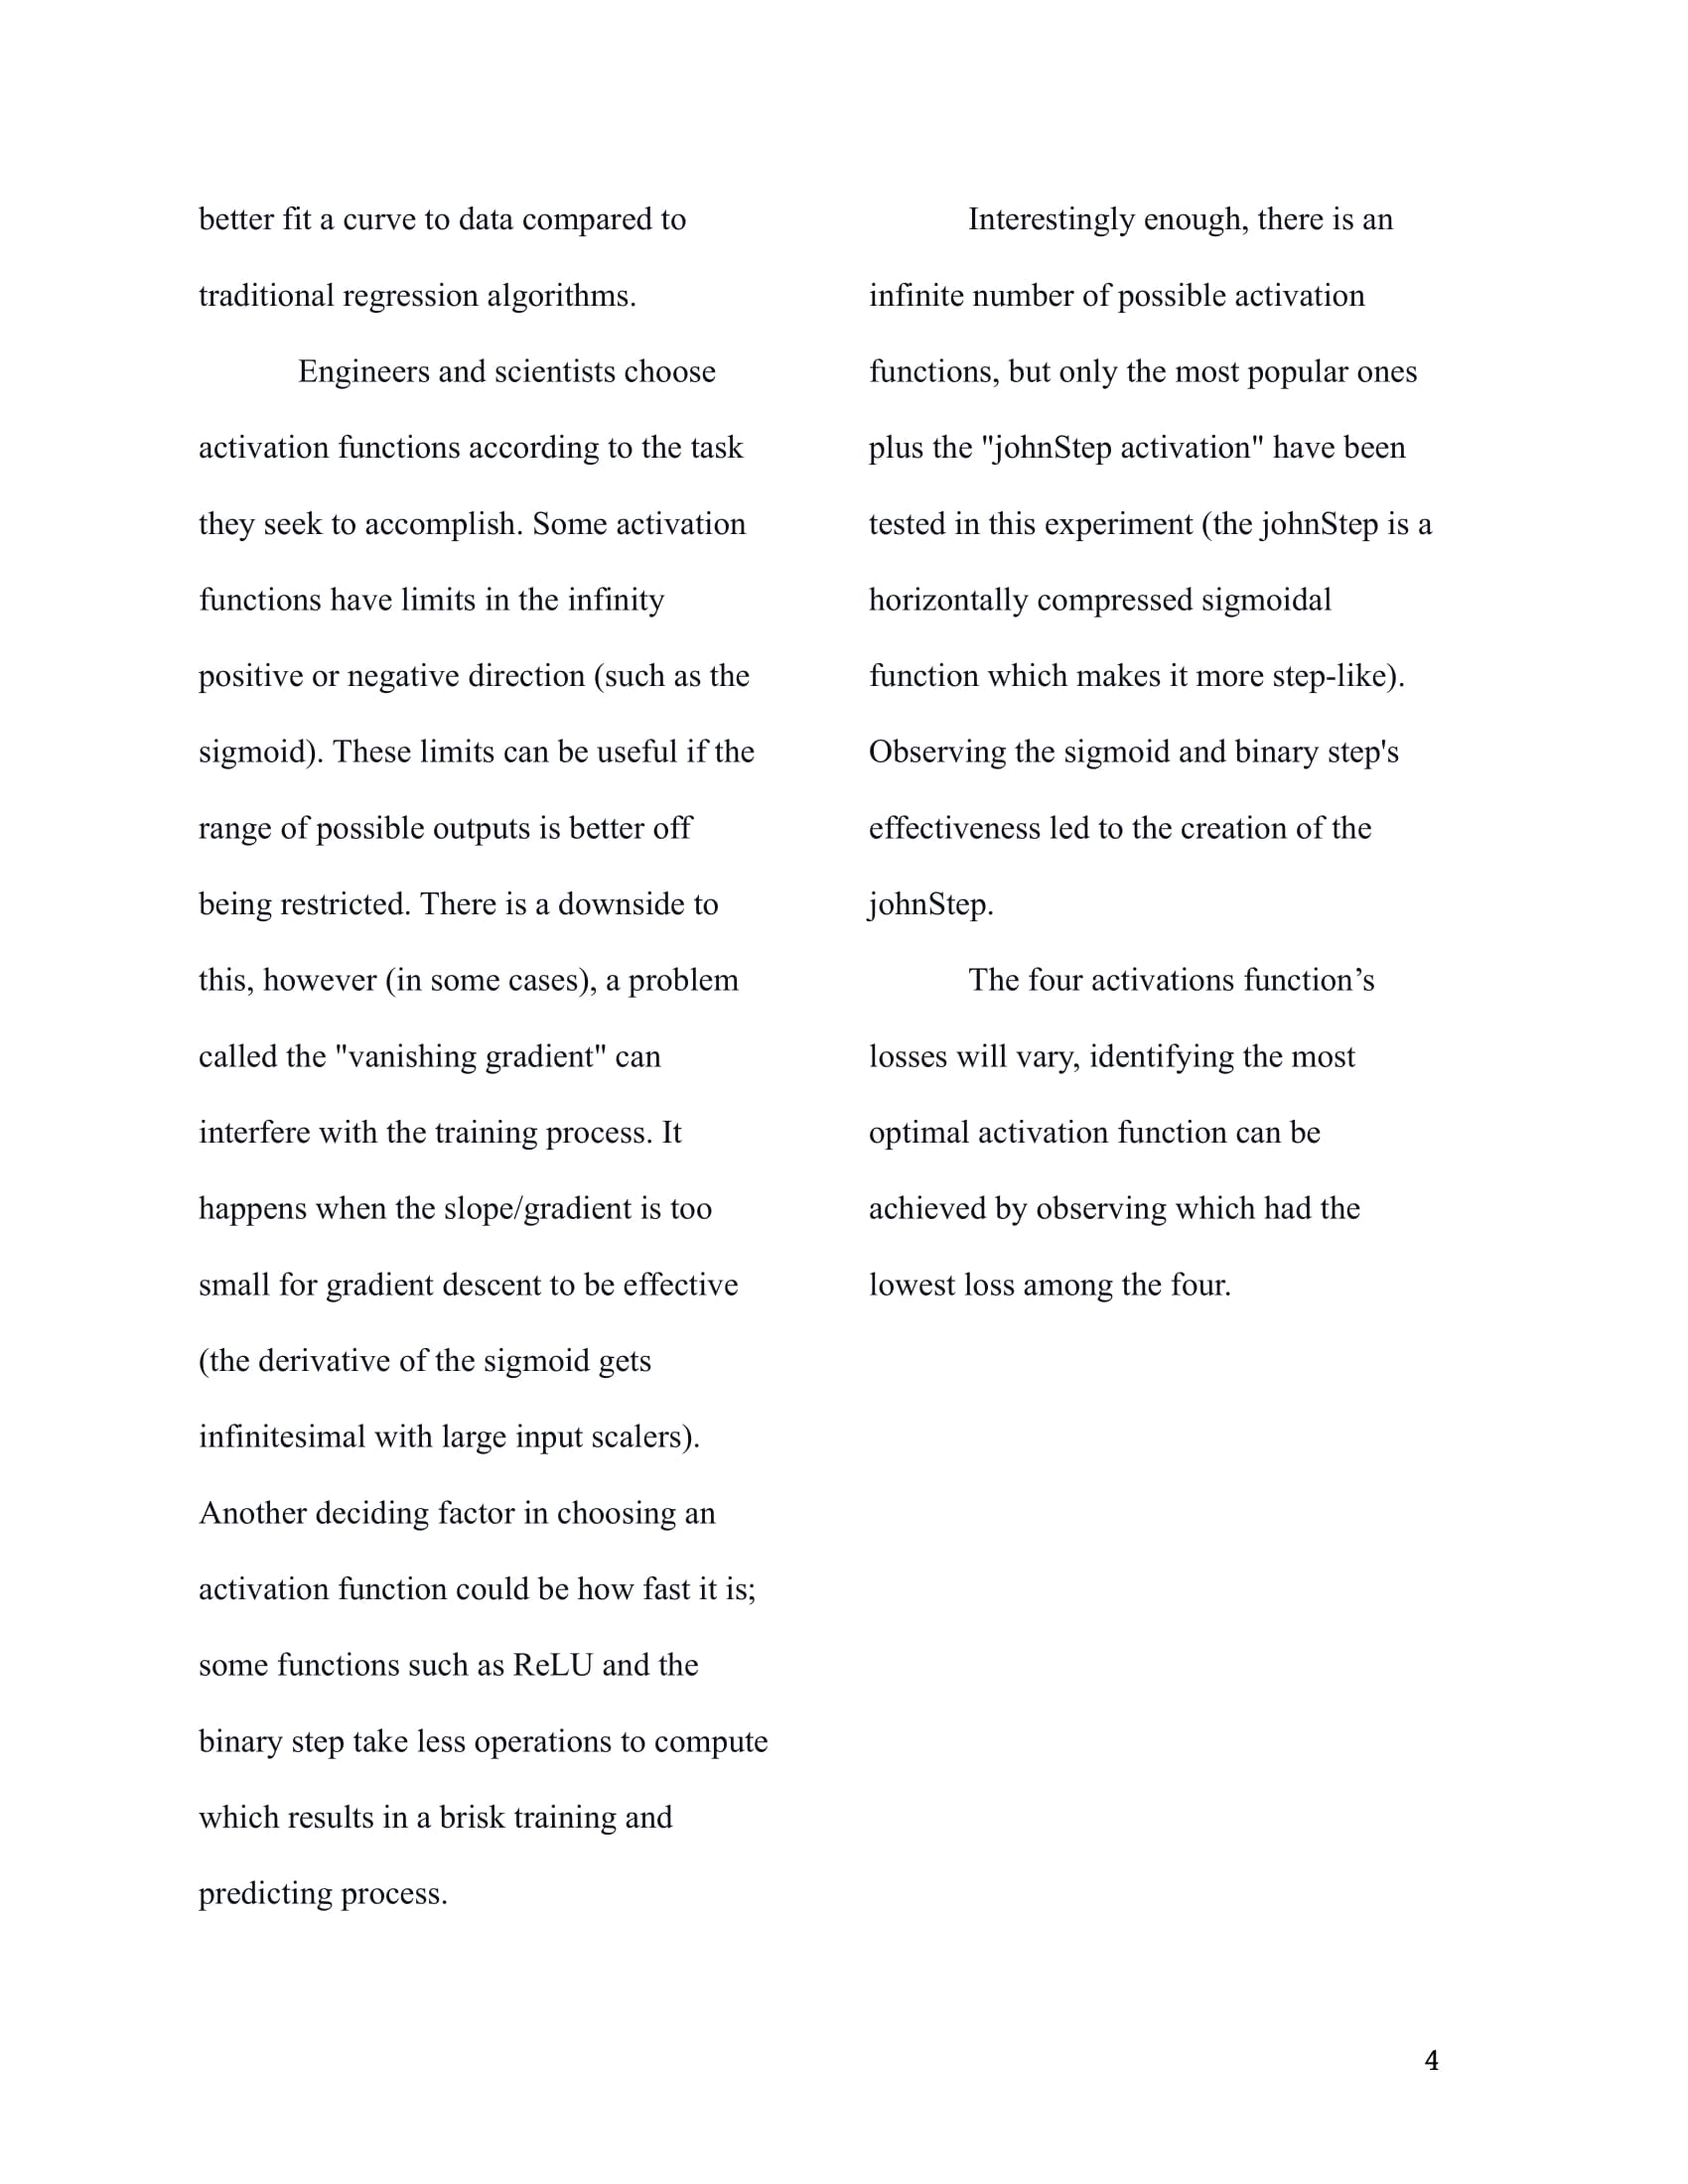 better fit a curve to data compared to
traditional regression algorithms.
Engineers and scientists choose
activation functions according to the task
they seek to accomplish. Some activation
functions have limits in the infinity
positive or negative direction (such as the
sigmoid). These limits can be useful if the
range of possible outputs is better off
being restricted. There is a downside to
this, however (in some cases), a problem
called the "vanishing gradient" can
interfere with the training process. It
happens when the slope/gradient is too
small for gradient descent to be effective
(the derivative of the sigmoid gets
infinitesimal with large input scalers).
Another deciding factor in choosing an
activation function could be how fast it is;
some functions such as ReLU and the
binary step take less operations to compute
which results in a brisk training and
predicting process.
Interestingly enough, there is an
infinite number of possible activation
functions, but only the most popular ones
plus the "johnStep activation" have been
tested in this experiment (the johnStep is a
horizontally compressed sigmoidal
function which makes it more step-like).
Observing the sigmoid and binary step's
effectiveness led to the creation of the
johnStep.
The four activations function’s
losses will vary, identifying the most
optimal activation function can be
achieved by observing which had the
lowest loss among the four.
4